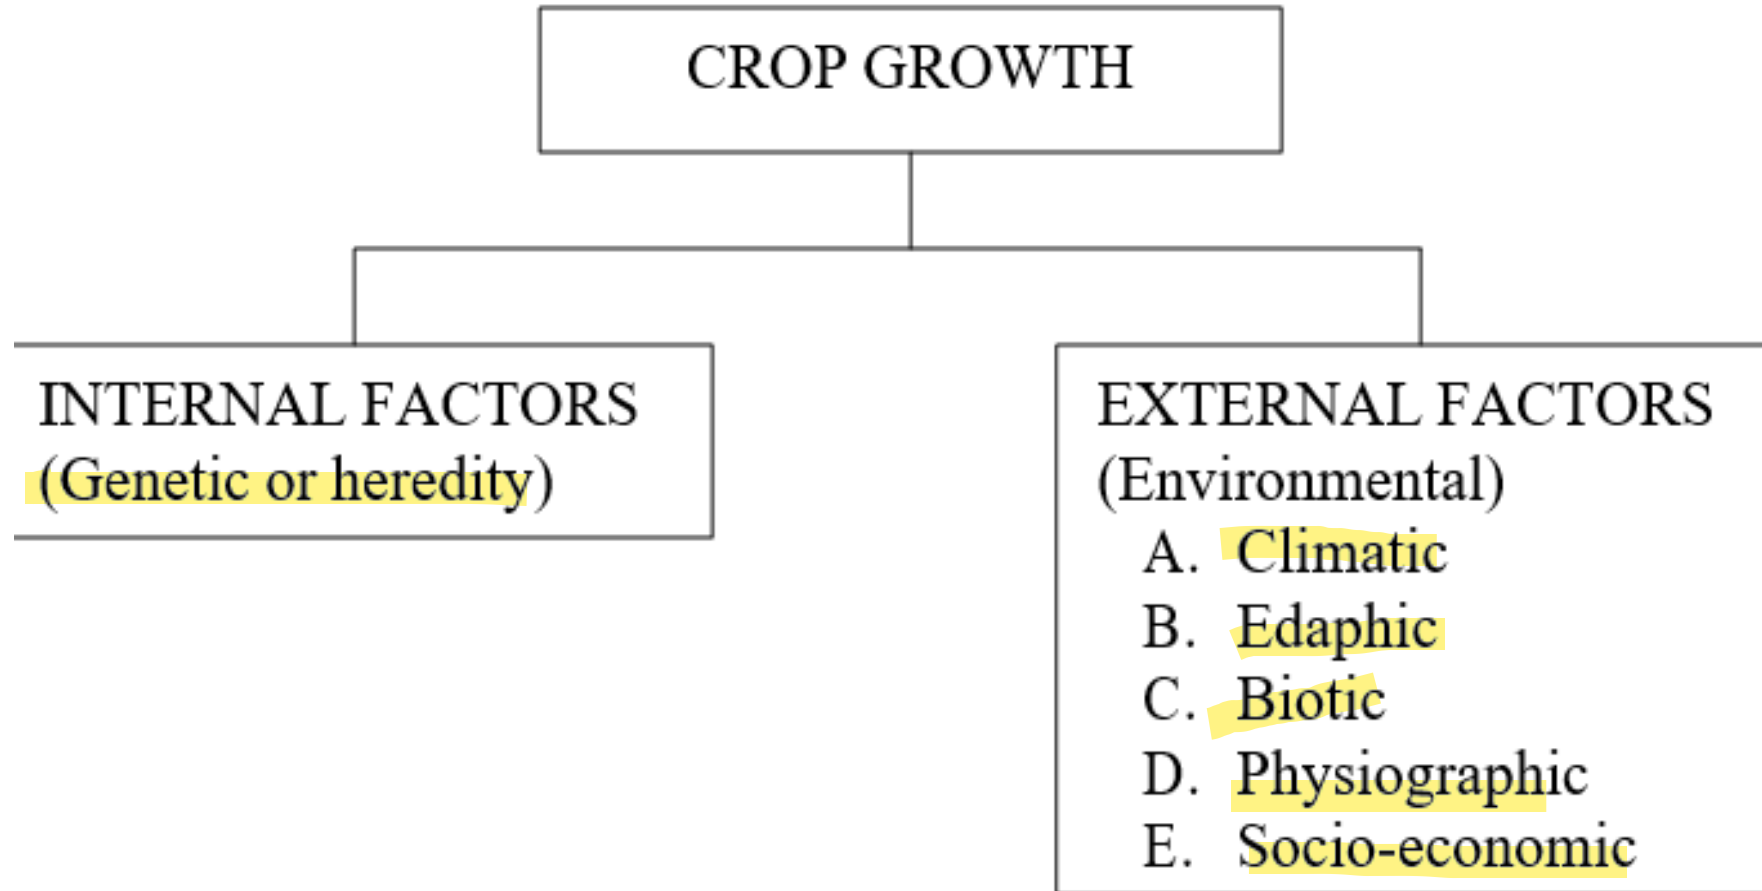 CROP GROWTH
INTERNAL FACTORS
(Genetic or heredity)
EXTERNAL FACTORS
(Environmental)
A. Climatic
B. Edaphic
C. Biotic
D. Physiographic
E. Socio-economic